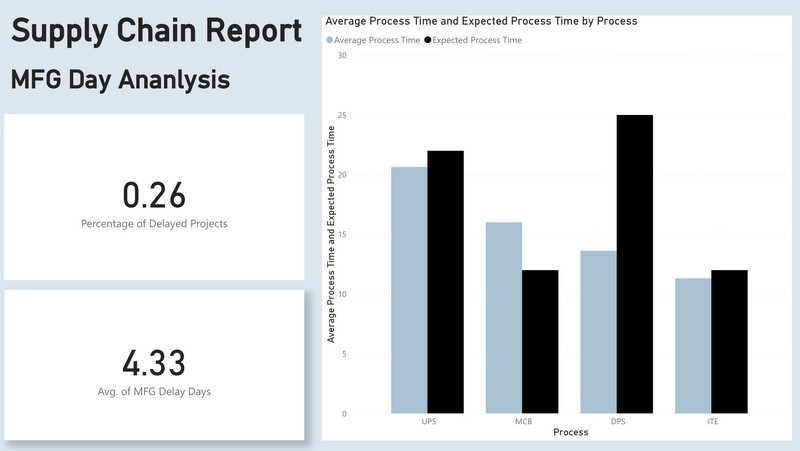 Supply Chain Report
MFG Day Ananlysis
0.26
Percentage of Delayed Projects
4.33
Avg. of MFG Delay Days
Average Process Time and Expected Process Time by Process
Average Process Time Expected Process Time
Average Process Time and Expected Process Time
30
25
20
15
10
5
0
UPS MCB DPS ITE
Process